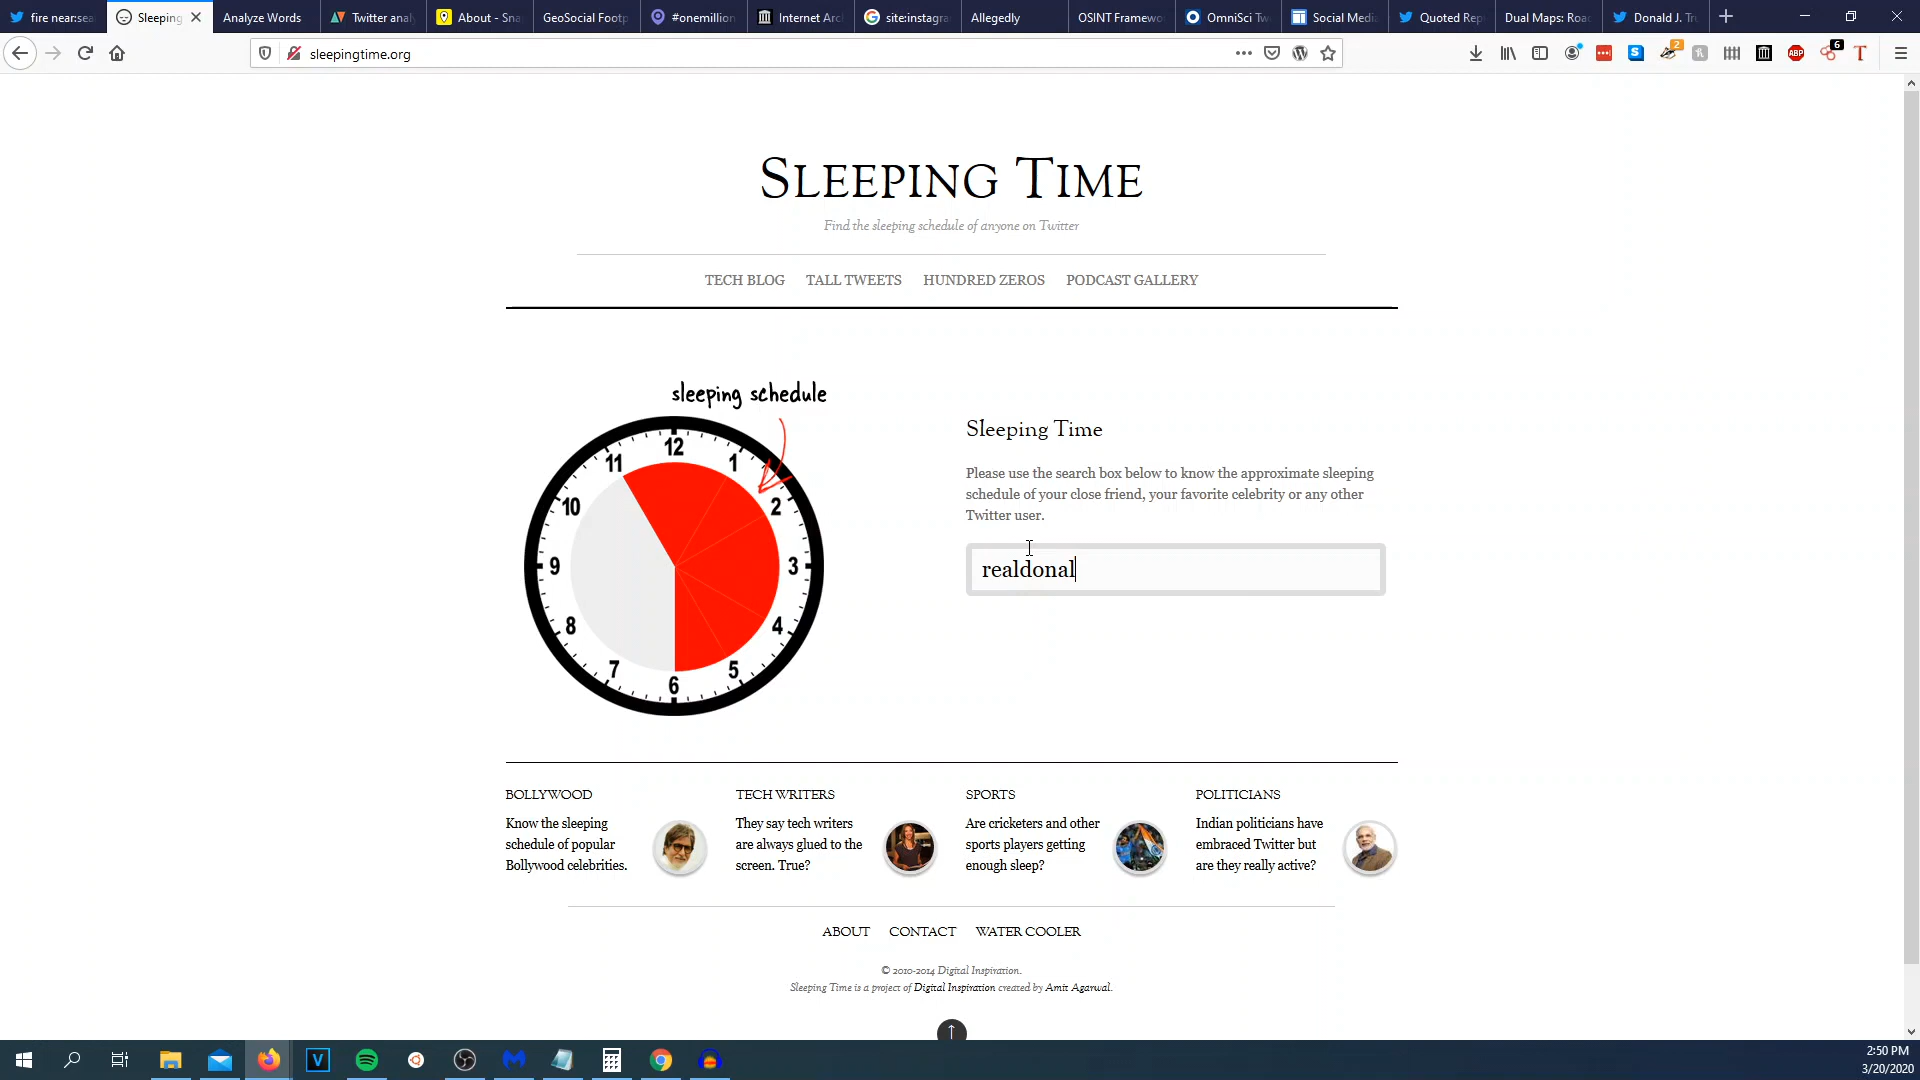 fire near:sea
Sleeping
Analyze Words
Twitter anal
About - Sna
GeoSocial Footp
#onemillion
Internet Arc
site:instagra
Allegedly
OSINT Framewo
OmniSci Tw
Social Media
Quoted Rep
Dual Maps: Roa
Donald J. Tru
sleepingtime.org
2
6
ABP
SLEEPING TIME
Find the sleeping schedule of anyone on Twitter
TECH BLOG TALL TWEETS HUNDRED ZEROS PODCAST GALLERY
sleeping schedule
12
11 1
10 2
9 3
8 4
7 5
6
Sleeping Time
Please use the search box below to know the approximate sleeping
schedule of your close friend, your favorite celebrity or any other
Twitter user.
realdonal
BOLLYWOOD
Know the sleeping
schedule of popular
Bollywood celebrities.
TECH WRITERS
They say tech writers
are always glued to the
screen. True?
SPORTS
Are cricketers and other
sports players getting
enough sleep?
POLITICIANS
Indian politicians have
embraced Twitter but
are they really active?
ABOUT CONTACT WATER COOLER
© 2010-2014 Digital Inspiration.
Sleeping Time is a project of Digital Inspiration created by Amit Agarwal.
2:50 PM
3/20/2020